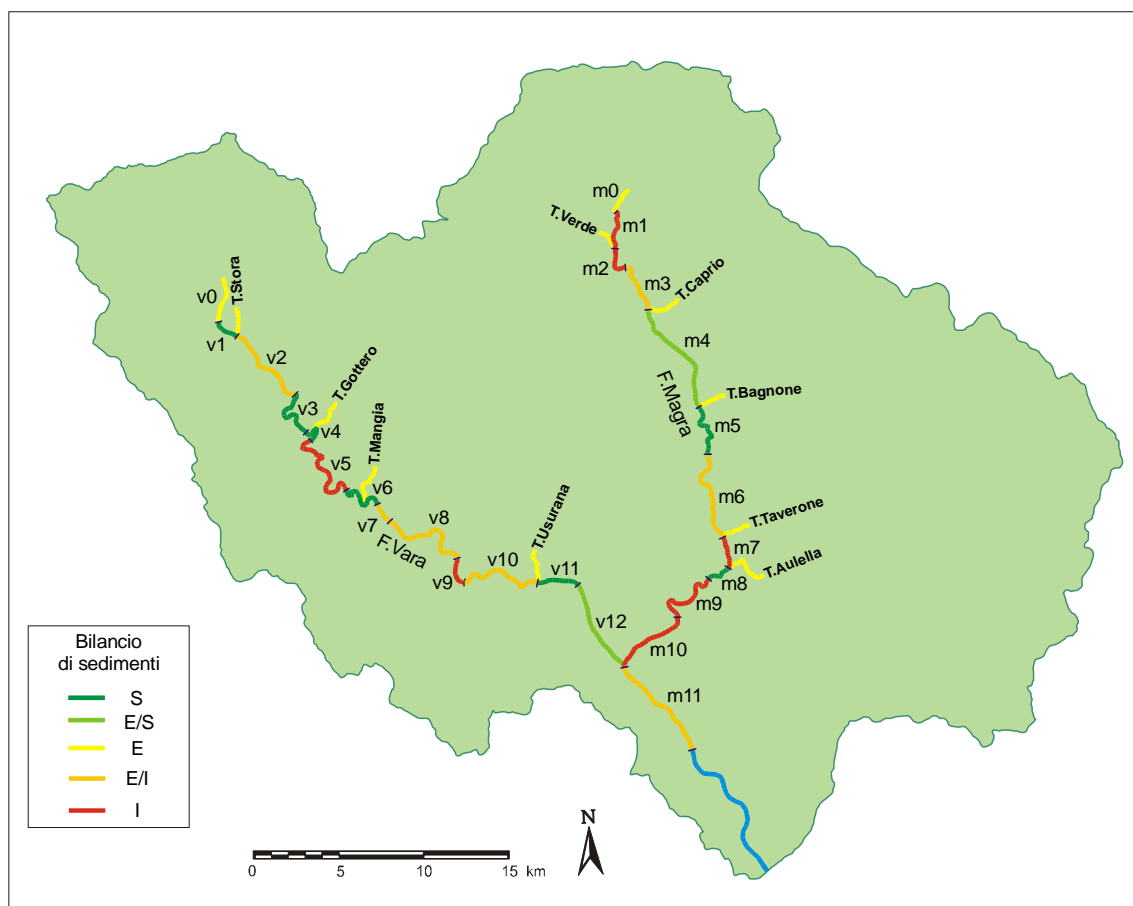 m0
T.Verde
m1
m2
m3
T.Caprio
v0
T.Stora
v1
m4
v2
T.Gottero
F.Magra
T.Bagnone
v3
m5
v4
T.Mangia
v5
v6
m6
v7
v8
T.Usurana
T.Taverone
F.Vara
m7
v9
v10
v11
T.Aulella
m8
m9
v12
m10
m11
Bilancio
di sedimenti
S
E/S
E
E/I
I
N
0 5 10 15 km